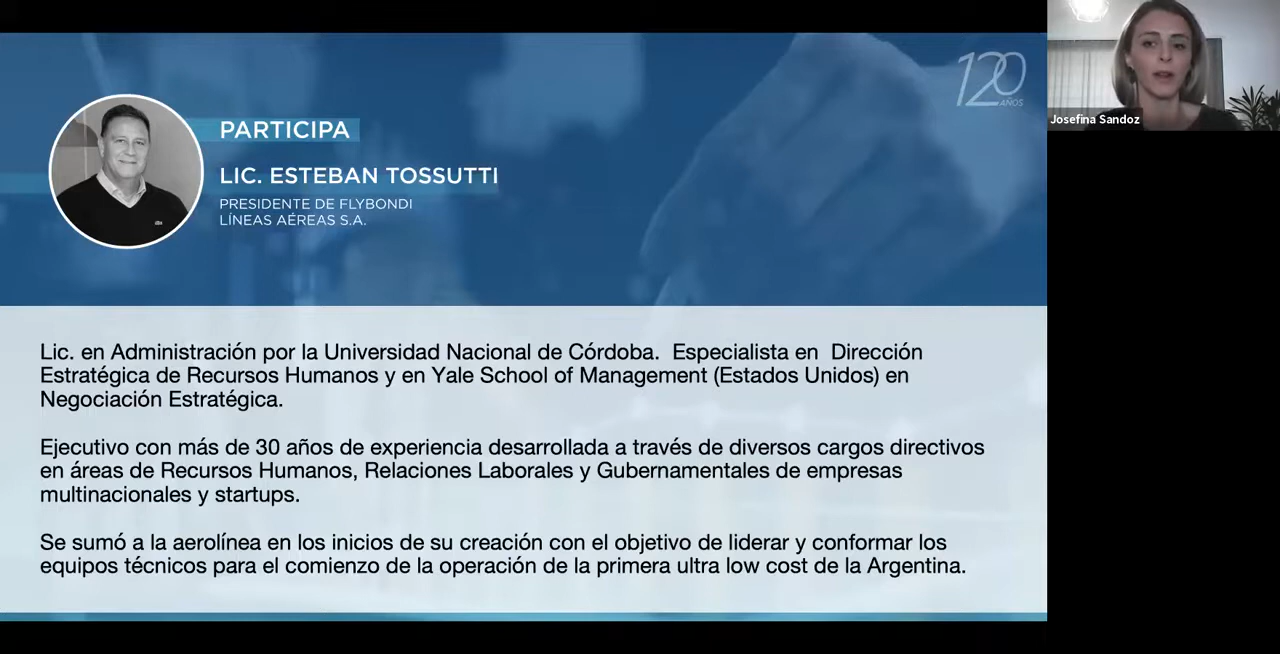 120
AÑOS
PARTICIPA
LIC. ESTEBAN TOSSUTTI
PRESIDENTE DE FLYBONDI
LÍNEAS AÉREAS S.A.
Josefina Sandoz
Lic. en Administración por la Universidad Nacional de Córdoba. Especialista en Dirección
Estratégica de Recursos Humanos y en Yale School of Management (Estados Unidos) en
Negociación Estratégica.
Ejecutivo con más de 30 años de experiencia desarrollada a través de diversos cargos directivos
en áreas de Recursos Humanos, Relaciones Laborales y Gubernamentales de empresas
multinacionales y startups.
Se sumó a la aerolínea en los inicios de su creación con el objetivo de liderar y conformar los
equipos técnicos para el comienzo de la operación de la primera ultra low cost de la Argentina.